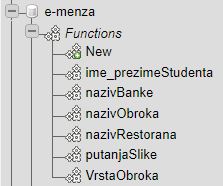 e-menza
Functions
New
ime_prezimeStudenta
nazivBanke
nazivObroka
nazivRestorana
putanjaSlike
VrstaObroka